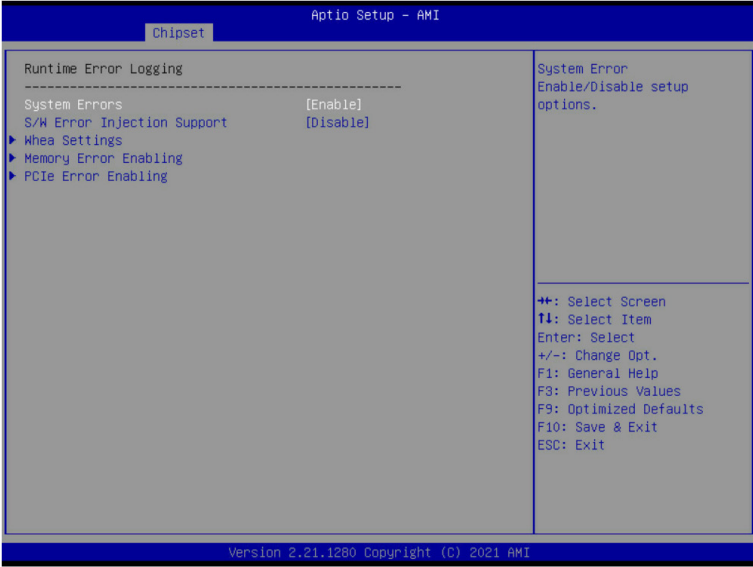 Aptio Setup – AMI
Chipset
Runtime Error Logging
--------------------------------------------------
System Errors [Enable]
S/W Error Injection Support [Disable]
Whea Settings
Memory Error Enabling
PCIe Error Enabling
System Error
Enable/Disable setup
options.
→←: Select Screen
↑↓: Select Item
Enter: Select
+/-: Change Opt.
F1: General Help
F3: Previous Values
F9: Optimized Defaults
F10: Save & Exit
ESC: Exit
Version 2.21.1280 Copyright (C) 2021 AMI